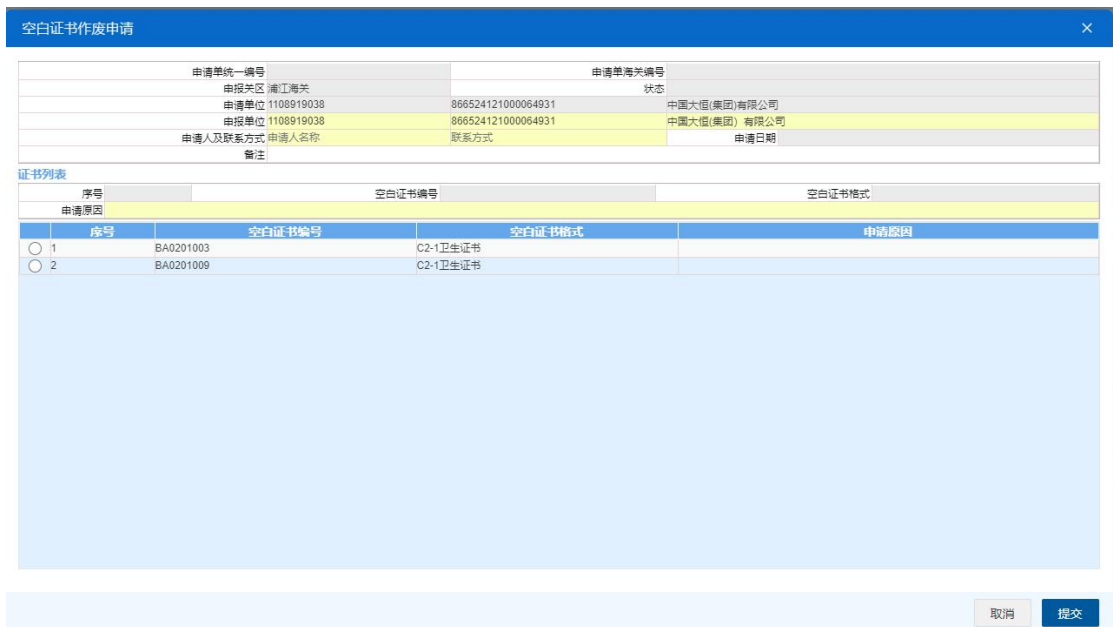 空白证书作废申请
申请单统一编号 申请单海关编号
申报关区 浦江海关 状态
申请单位 1108919038 866524121000064931 中国大恒(集团)有限公司
申报单位 1108919038 866524121000064931 中国大恒(集团) 有限公司
申请人及联系方式 申请人名称 联系方式 申请日期
备注
证书列表
序号 空白证书编号 空白证书格式
申请原因
序号 空白证书编号 空白证书格式 申请原因
1 BA0201003 C2-1卫生证书
2 BA0201009 C2-1卫生证书
取消 提交